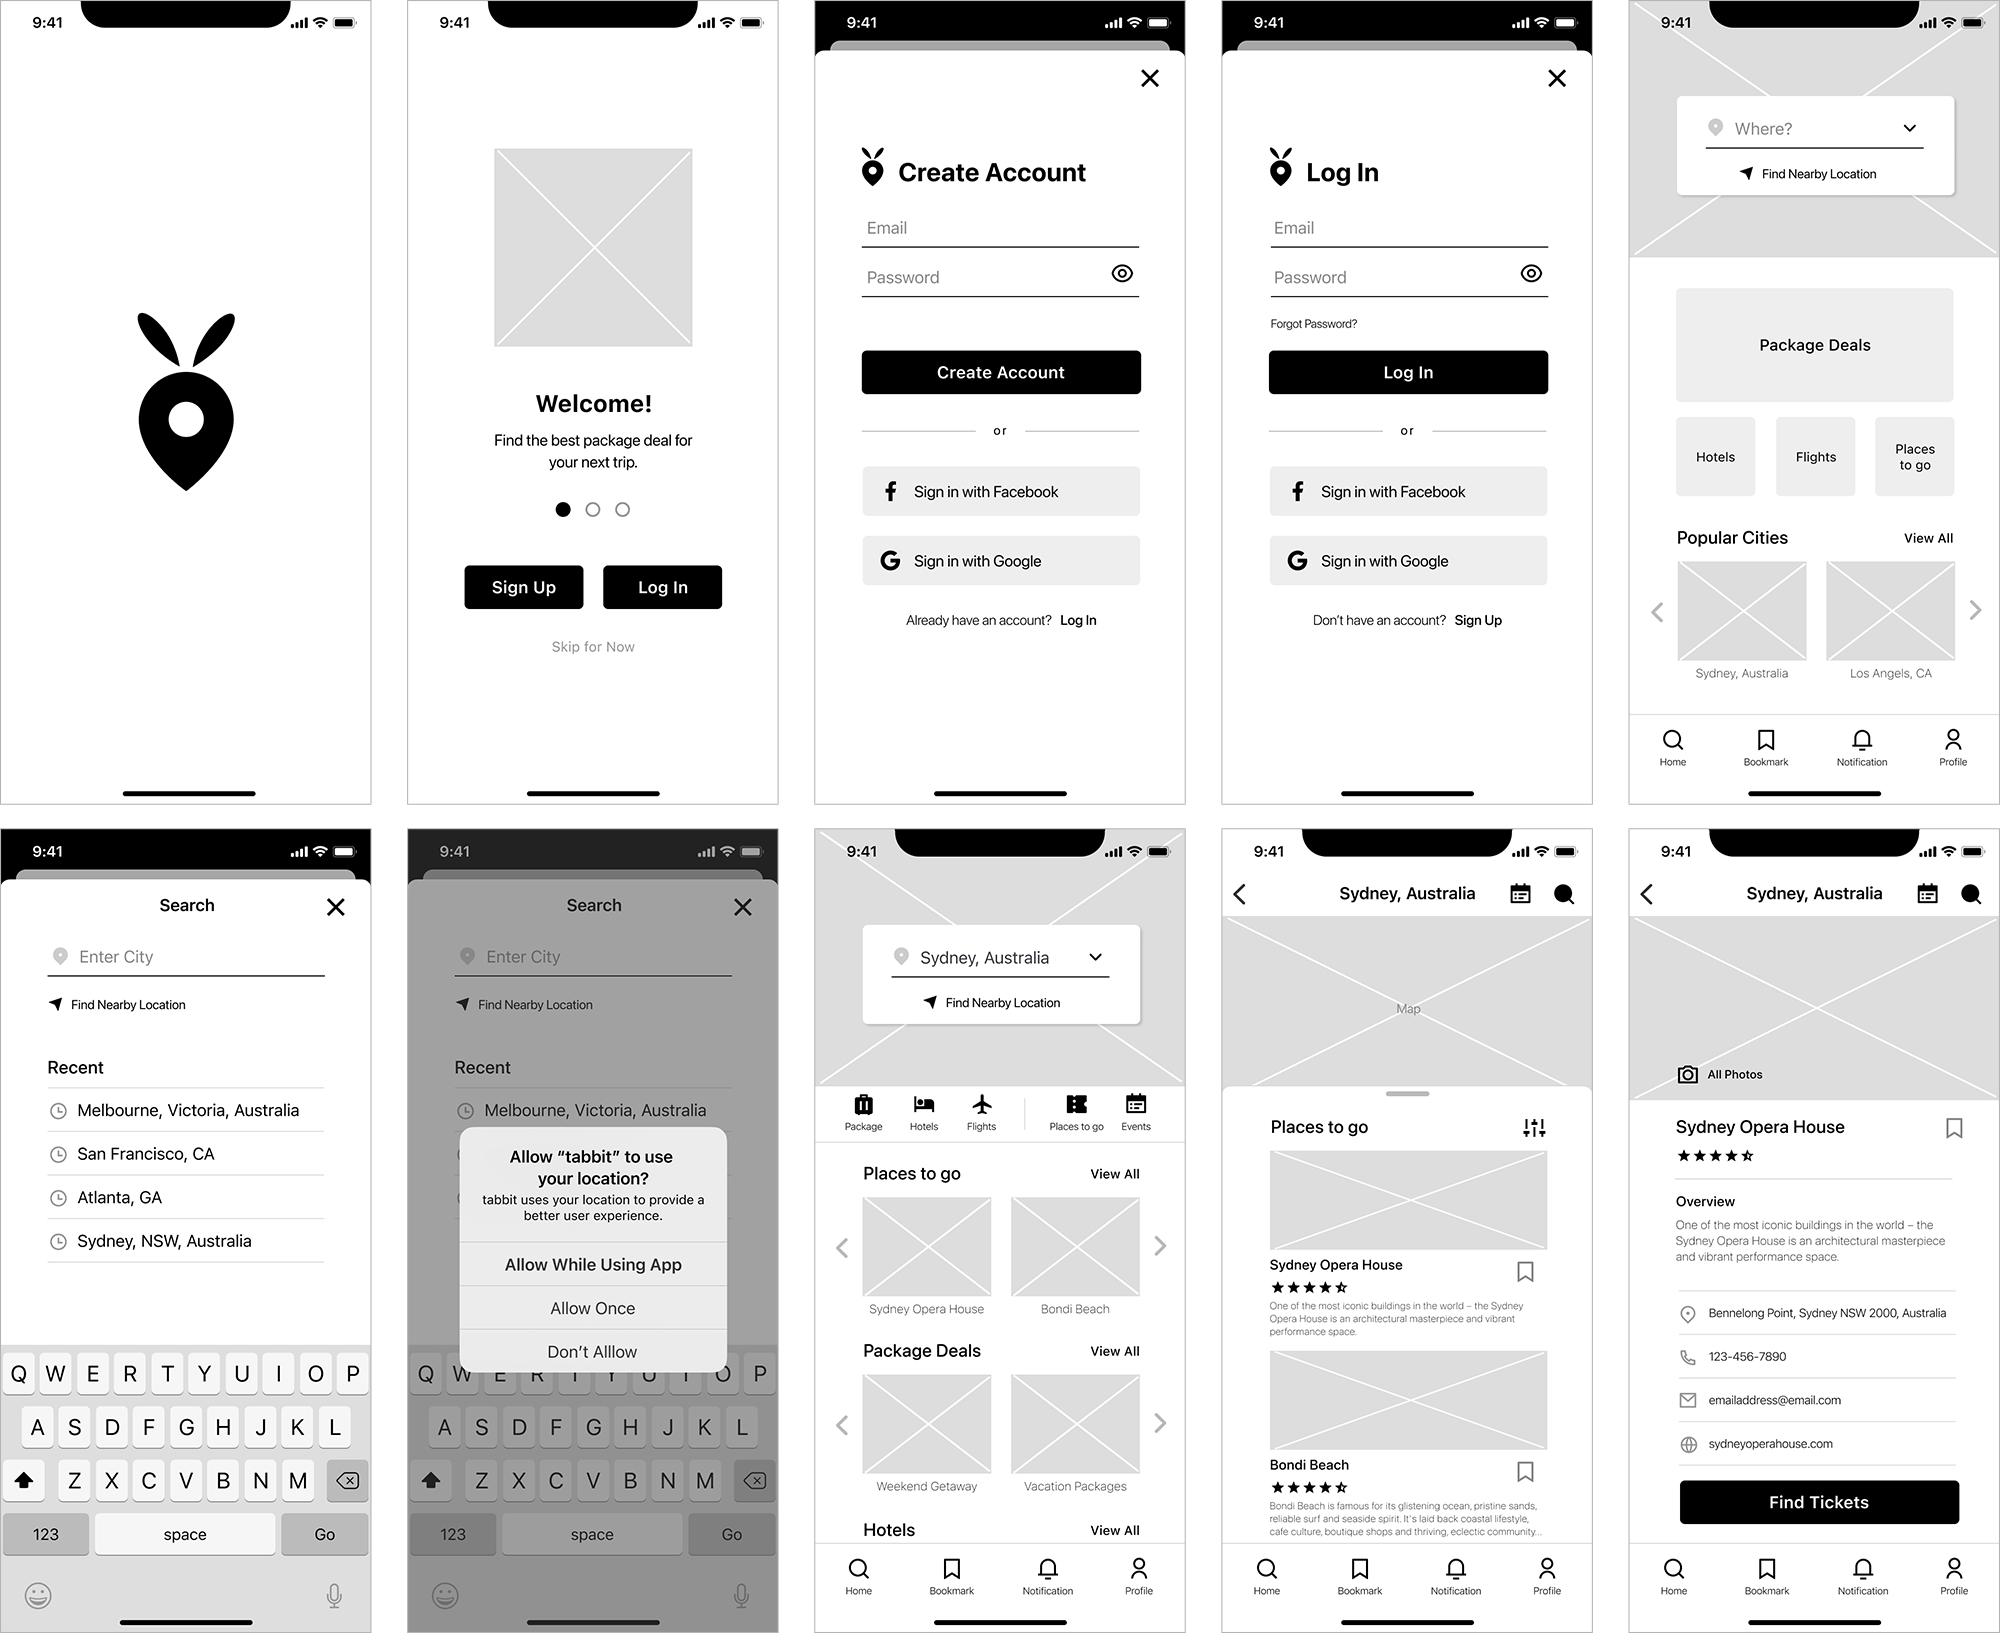 9:41
9:41
Welcome!
Find the best package deal for
your next trip.
Sign Up
Log In
Skip for Now
9:41
Create Account
Email
Password
Create Account
or
Sign in with Facebook
Sign in with Google
Already have an account? Log In
9:41
Log In
Email
Password
Forgot Password?
Log In
or
Sign in with Facebook
Sign in with Google
Don't have an account? Sign Up
9:41
Where?
Find Nearby Location
Package Deals
Hotels
Flights
Places
to go
Popular Cities
View All
Sydney, Australia
Los Angels, CA
Home
Bookmark
Notification
Profile
9:41
Search
Enter City
Find Nearby Location
Recent
Melbourne, Victoria, Australia
San Francisco, CA
Atlanta, GA
Sydney, NSW, Australia
Q W E R T Y U I O P
A S D F G H J K L
Z X C V B N M
123 space Go
9:41
Search
Enter City
Find Nearby Location
Recent
Melbourne, Victoria, Australia
Allow “tabbit” to use
your location?
tabbit uses your location to provide a
better user experience.
Allow While Using App
Allow Once
Don't Alllow
Q W E R T Y U I O P
A S D F G H J K L
Z X C V B N M
123 space Go
9:41
Sydney, Australia
Find Nearby Location
Package
Hotels
Flights
Places to go
Events
Places to go
View All
Sydney Opera House
Bondi Beach
Package Deals
View All
Weekend Getaway
Vacation Packages
Hotels
View All
Home
Bookmark
Notification
Profile
9:41
Sydney, Australia
Map
Places to go
Sydney Opera House
One of the most iconic buildings in the world – the Sydney
Opera House is an architectural masterpiece and vibrant
performance space.
Bondi Beach
Bondi Beach is famous for its glistening ocean, pristine sands,
reliable surf and seaside spirit. It's laid back coastal lifestyle,
cafe culture, boutique shops and thriving, eclectic community...
Home
Bookmark
Notification
Profile
9:41
Sydney, Australia
All Photos
Sydney Opera House
Overview
One of the most iconic buildings in the world – the
Sydney Opera House is an architectural masterpiece
and vibrant performance space.
Bennelong Point, Sydney NSW 2000, Australia
123-456-7890
emailaddress@email.com
sydneyoperahouse.com
Find Tickets
Home
Bookmark
Notification
Profile